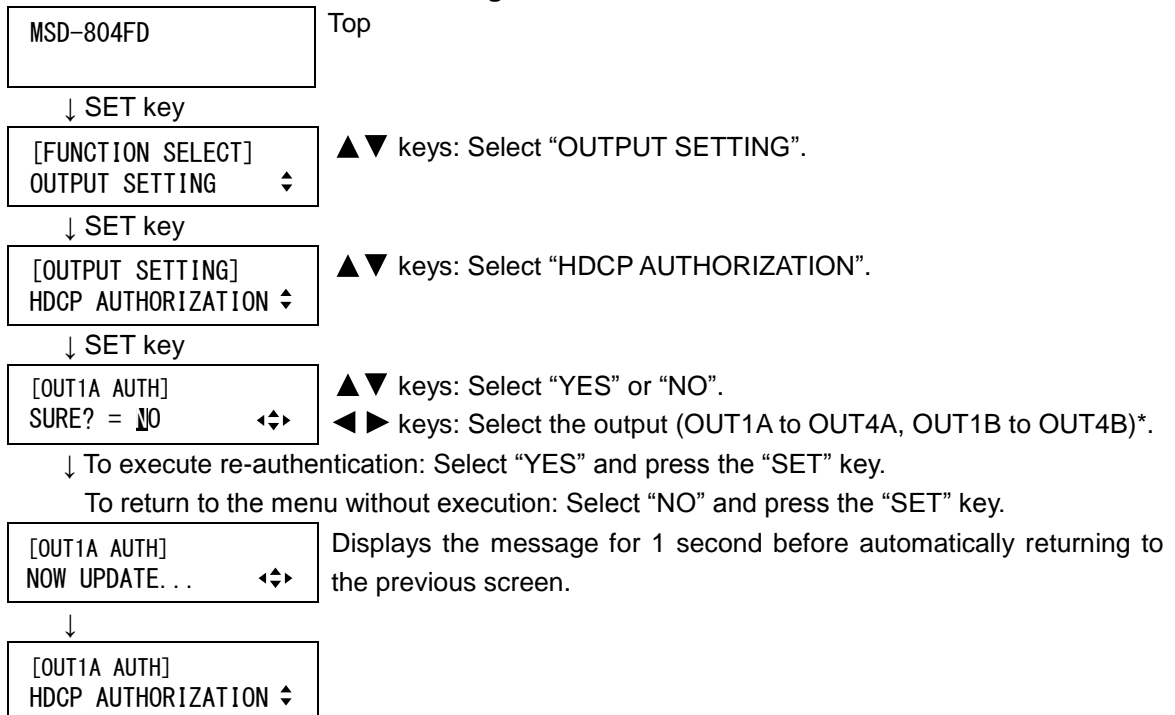 MSD-804FD
Top
↓ SET key
[FUNCTION SELECT]
OUTPUT SETTING
▲▼ keys: Select “OUTPUT SETTING”.
↓ SET key
[OUTPUT SETTING]
HDCP AUTHORIZATION
▲▼ keys: Select “HDCP AUTHORIZATION”.
↓ SET key
[OUT1A AUTH]
SURE? = NO
▲▼ keys: Select “YES” or “NO”.
◀▶ keys: Select the output (OUT1A to OUT4A, OUT1B to OUT4B)*.
↓ To execute re-authentication: Select “YES” and press the “SET” key.
To return to the menu without execution: Select “NO” and press the “SET” key.
[OUT1A AUTH]
NOW UPDATE...
Displays the message for 1 second before automatically returning to
the previous screen.
↓
[OUT1A AUTH]
HDCP AUTHORIZATION